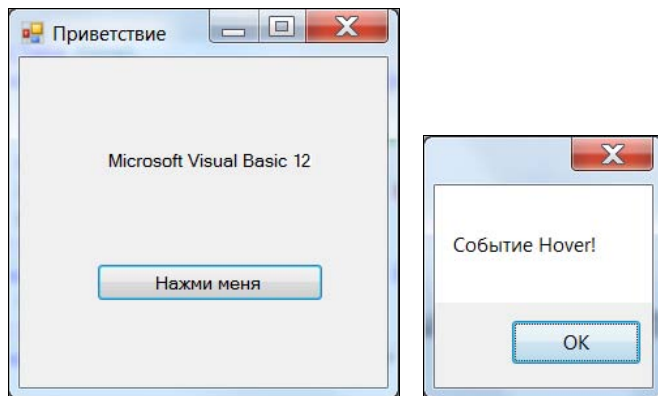 Приветствие
Microsoft Visual Basic 12
Нажми меня
Событие Hover!
OK